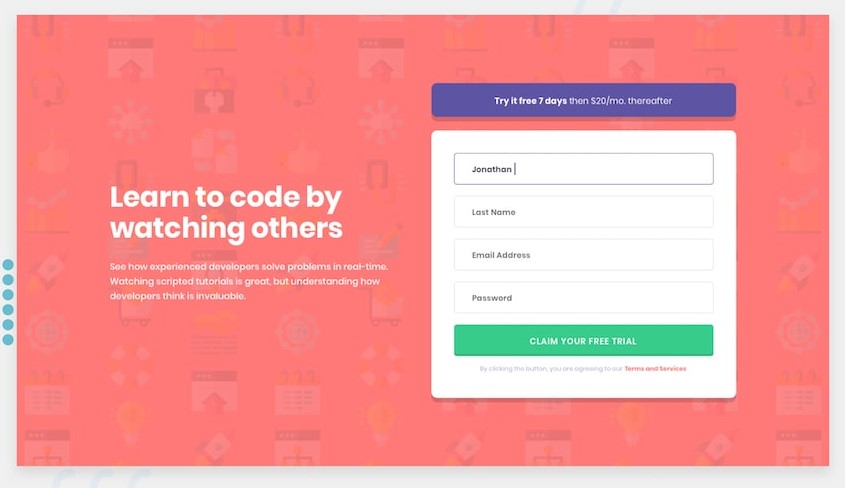 Learn to code by
watching others
See how experienced developers solve problems in real-time.
Watching scripted tutorials is great, but understanding how
developers think is invaluable.
Try it free 7 days then $20/mo. thereafter
Jonathan
Last Name
Email Address
Password
CLAIM YOUR FREE TRIAL
By clicking the button, you are agreeing to our Terms and Services